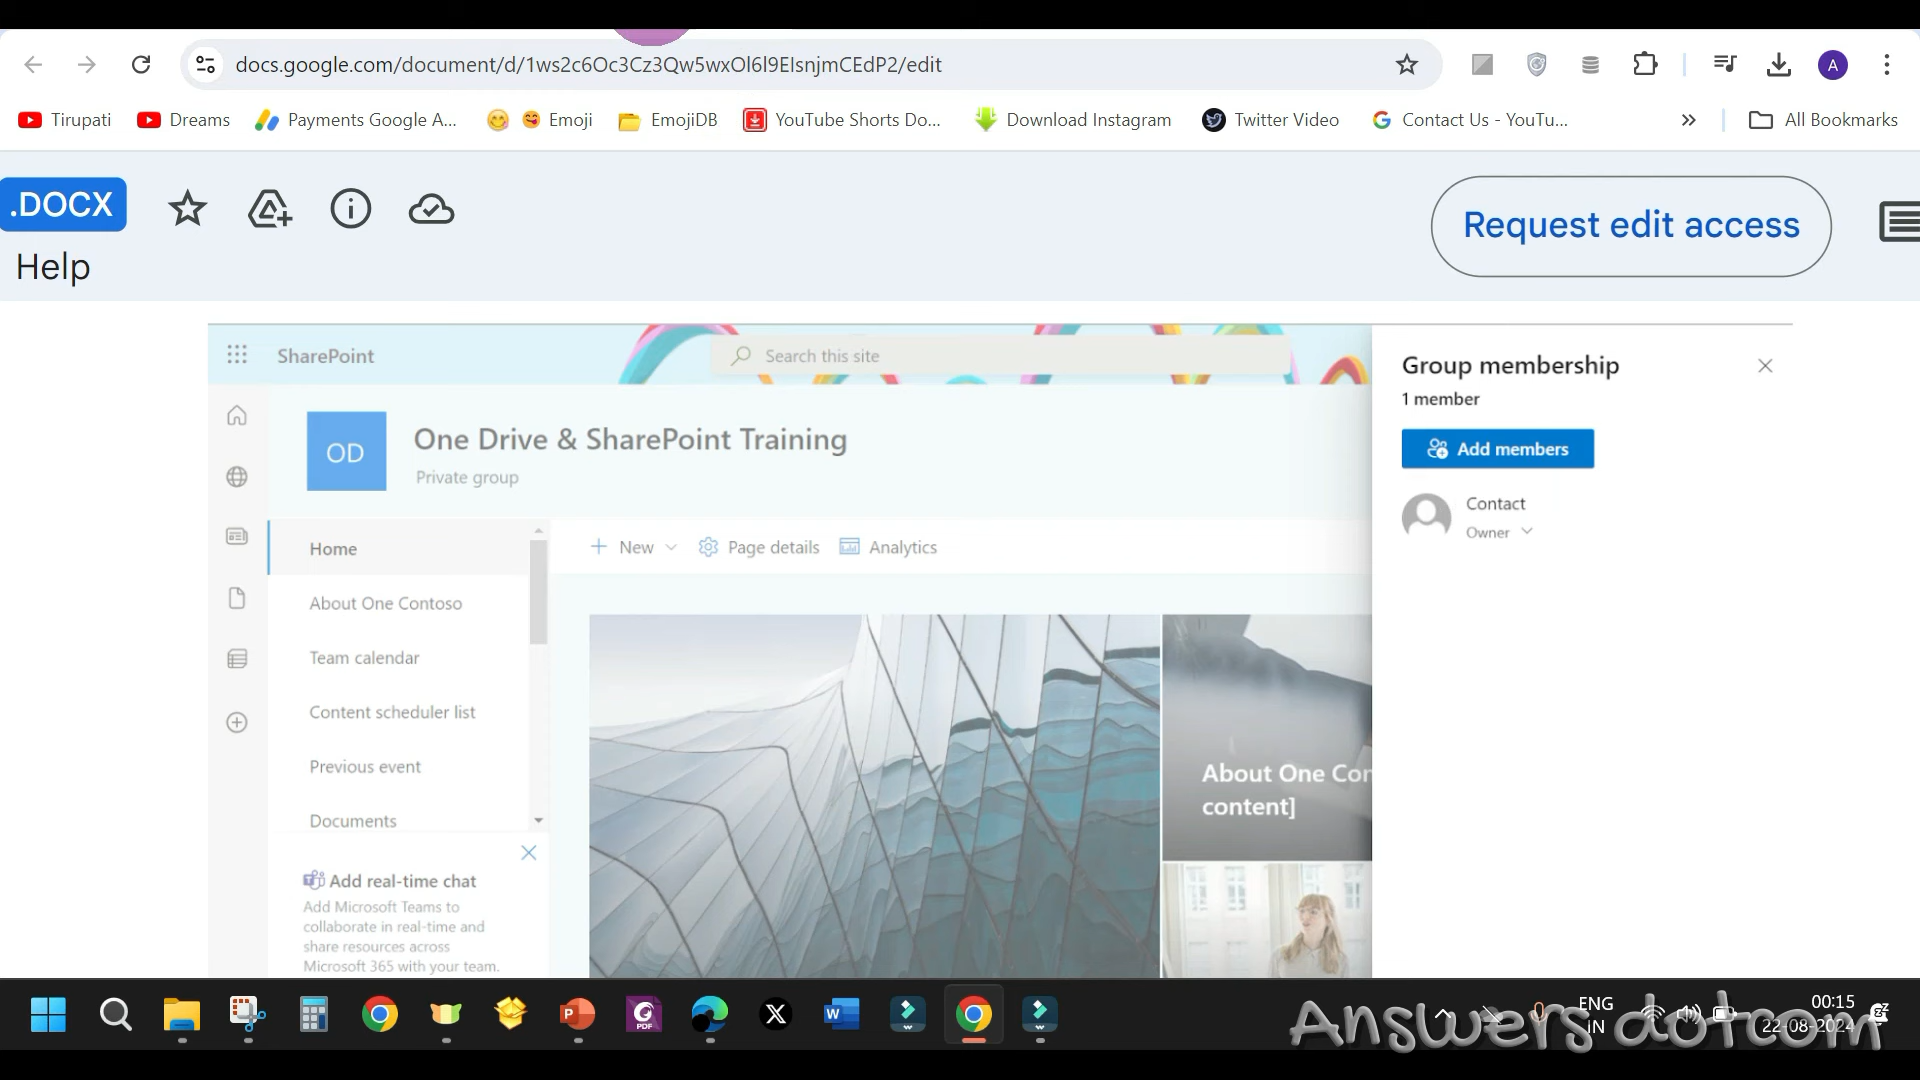 docs.google.com/document/d/1ws2c6Oc3Cz3Qw5wxOl6l9EIsnjmCEdP2/edit
A
Tirupati
Dreams
Payments Google A...
Emoji
EmojiDB
YouTube Shorts Do...
Download Instagram
Twitter Video
Contact Us - YouTu...
All Bookmarks
.DOCX
Request edit access
Help
SharePoint
Search this site
Group membership
1 member
Add members
Contact
Owner
OD
One Drive & SharePoint Training
Private group
New
Page details
Analytics
Home
About One Contoso
Team calendar
Content scheduler list
Previous event
Documents
About One Con
content]
Add real-time chat
Add Microsoft Teams to
collaborate in real-time and
share resources across
Microsoft 365 with your team.
ENG
IN
00:15
22-08-2024
Answers dotcom